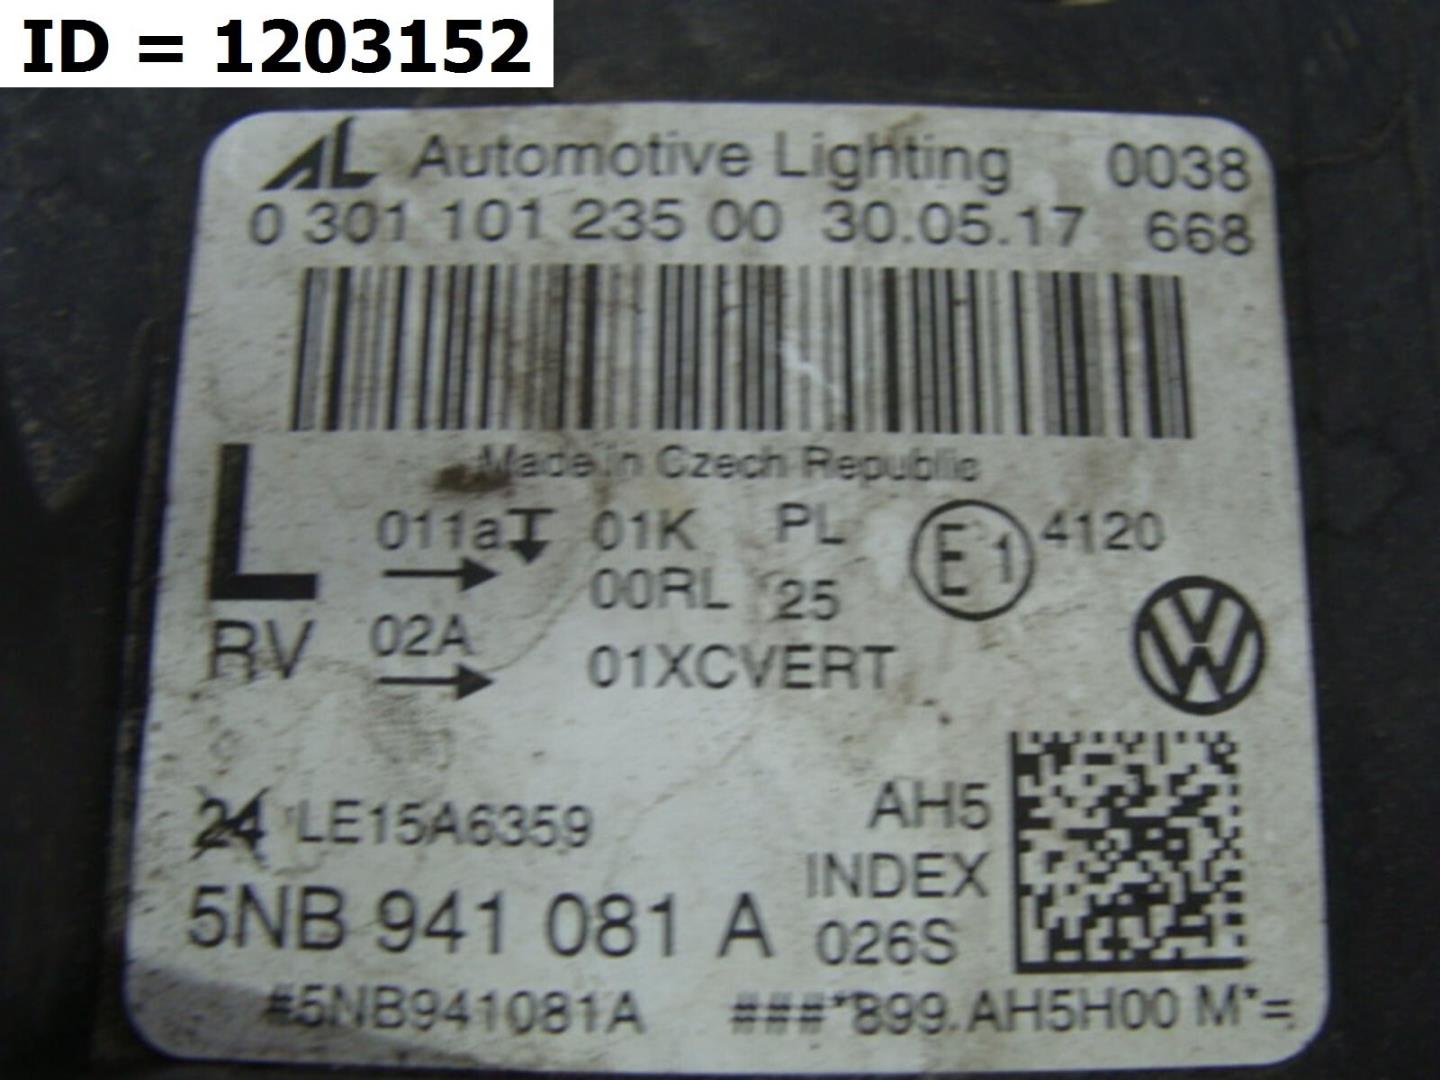 ID = 1203152
AL Automotive Lighting 0038
0 301 101 235 00 30.05.17 668
Made in Czech Republic
L 011a 01K PL E1 4120
00RL 25
RV 02A 01XCVERT
24 LE15A6359 AH5
INDEX
5NB 941 081 A 026S
#5NB941081A ###*899.AH5H00 M*=